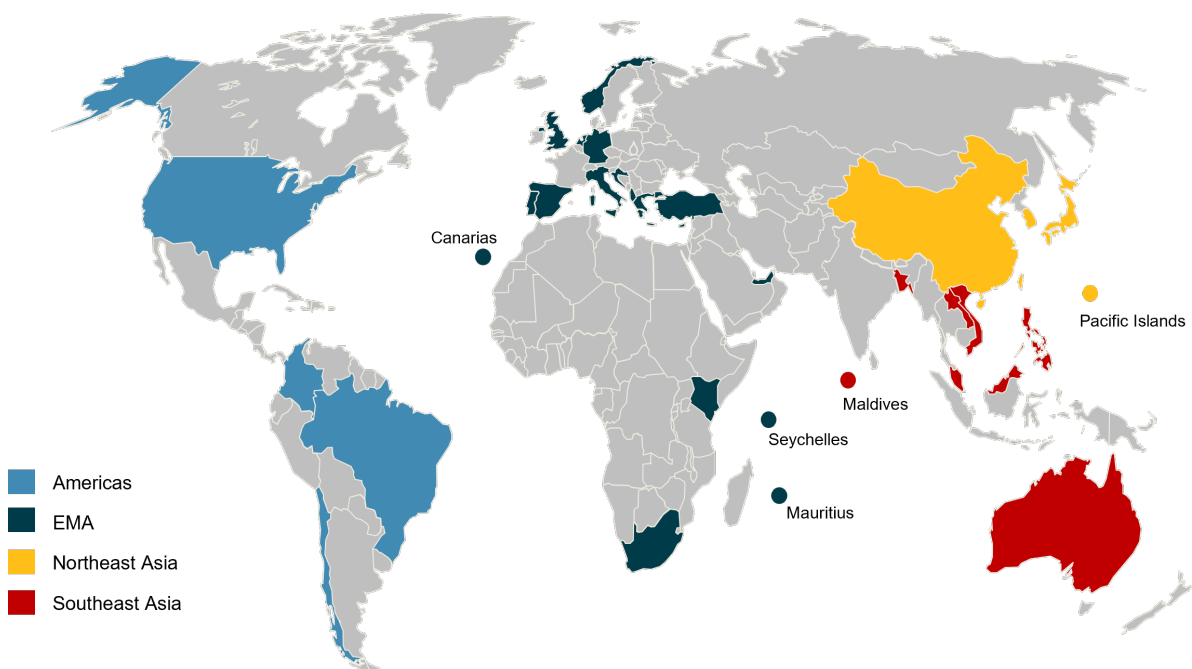 Canarias
Pacific Islands
Maldives
Seychelles
Mauritius
Americas
EMA
Northeast Asia
Southeast Asia